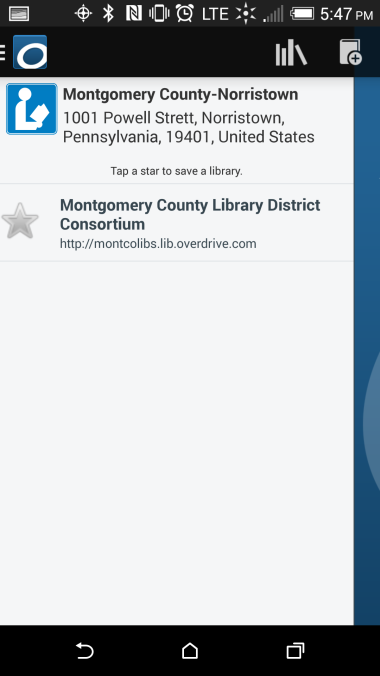 LTE 5:47 PM
Montgomery County-Norristown
1001 Powell Strett, Norristown,
Pennsylvania, 19401, United States
Tap a star to save a library.
Montgomery County Library District
Consortium
http://montcolibs.lib.overdrive.com